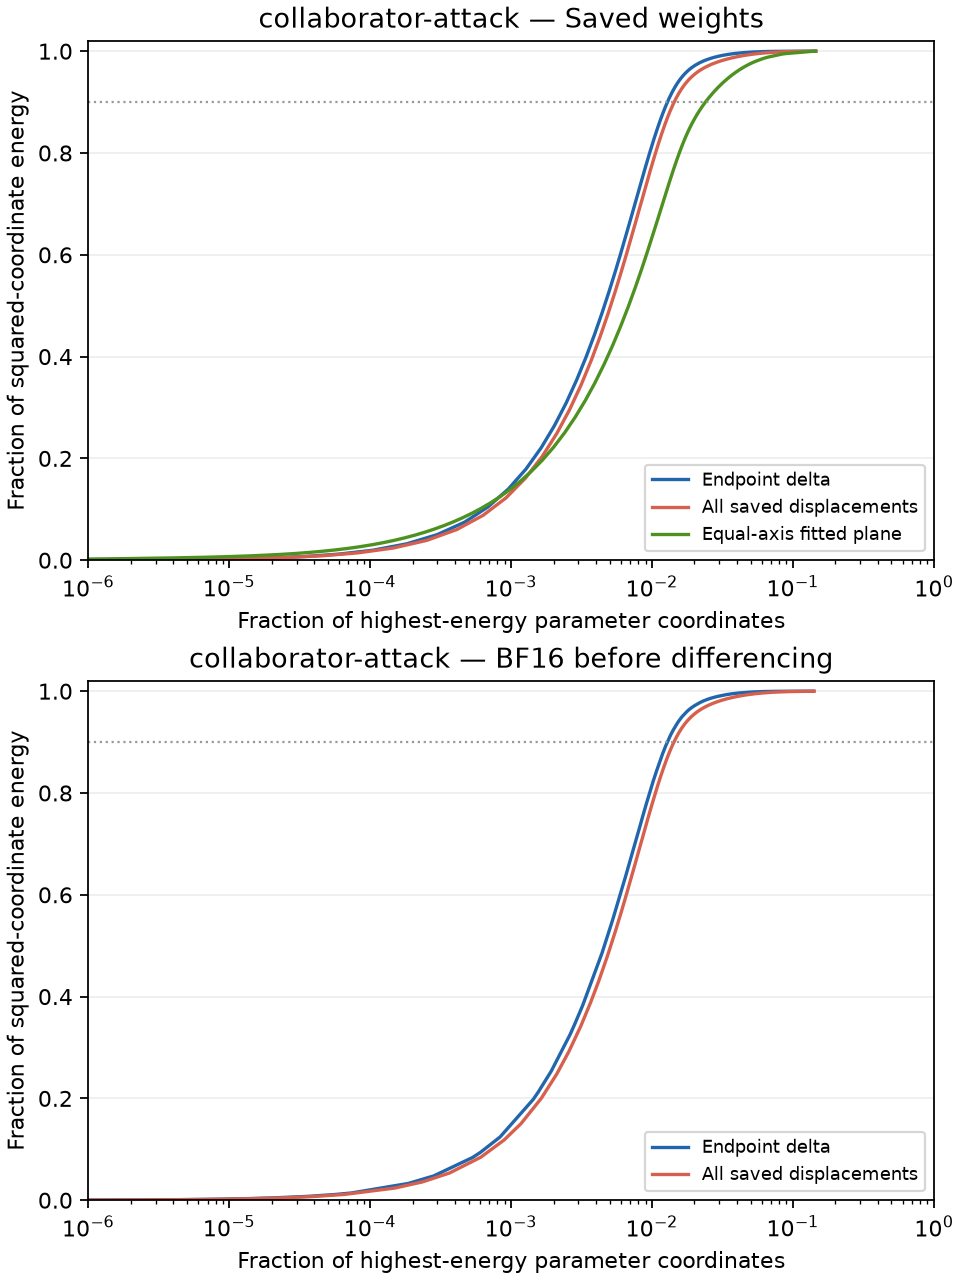 collaborator-attack — Saved weights
Fraction of squared-coordinate energy
1.0
0.8
0.6
0.4
0.2
0.0
Endpoint delta
All saved displacements
Equal-axis fitted plane
10⁻⁶ 10⁻⁵ 10⁻⁴ 10⁻³ 10⁻² 10⁻¹ 10⁰
Fraction of highest-energy parameter coordinates
collaborator-attack — BF16 before differencing
Fraction of squared-coordinate energy
1.0
0.8
0.6
0.4
0.2
0.0
Endpoint delta
All saved displacements
10⁻⁶ 10⁻⁵ 10⁻⁴ 10⁻³ 10⁻² 10⁻¹ 10⁰
Fraction of highest-energy parameter coordinates